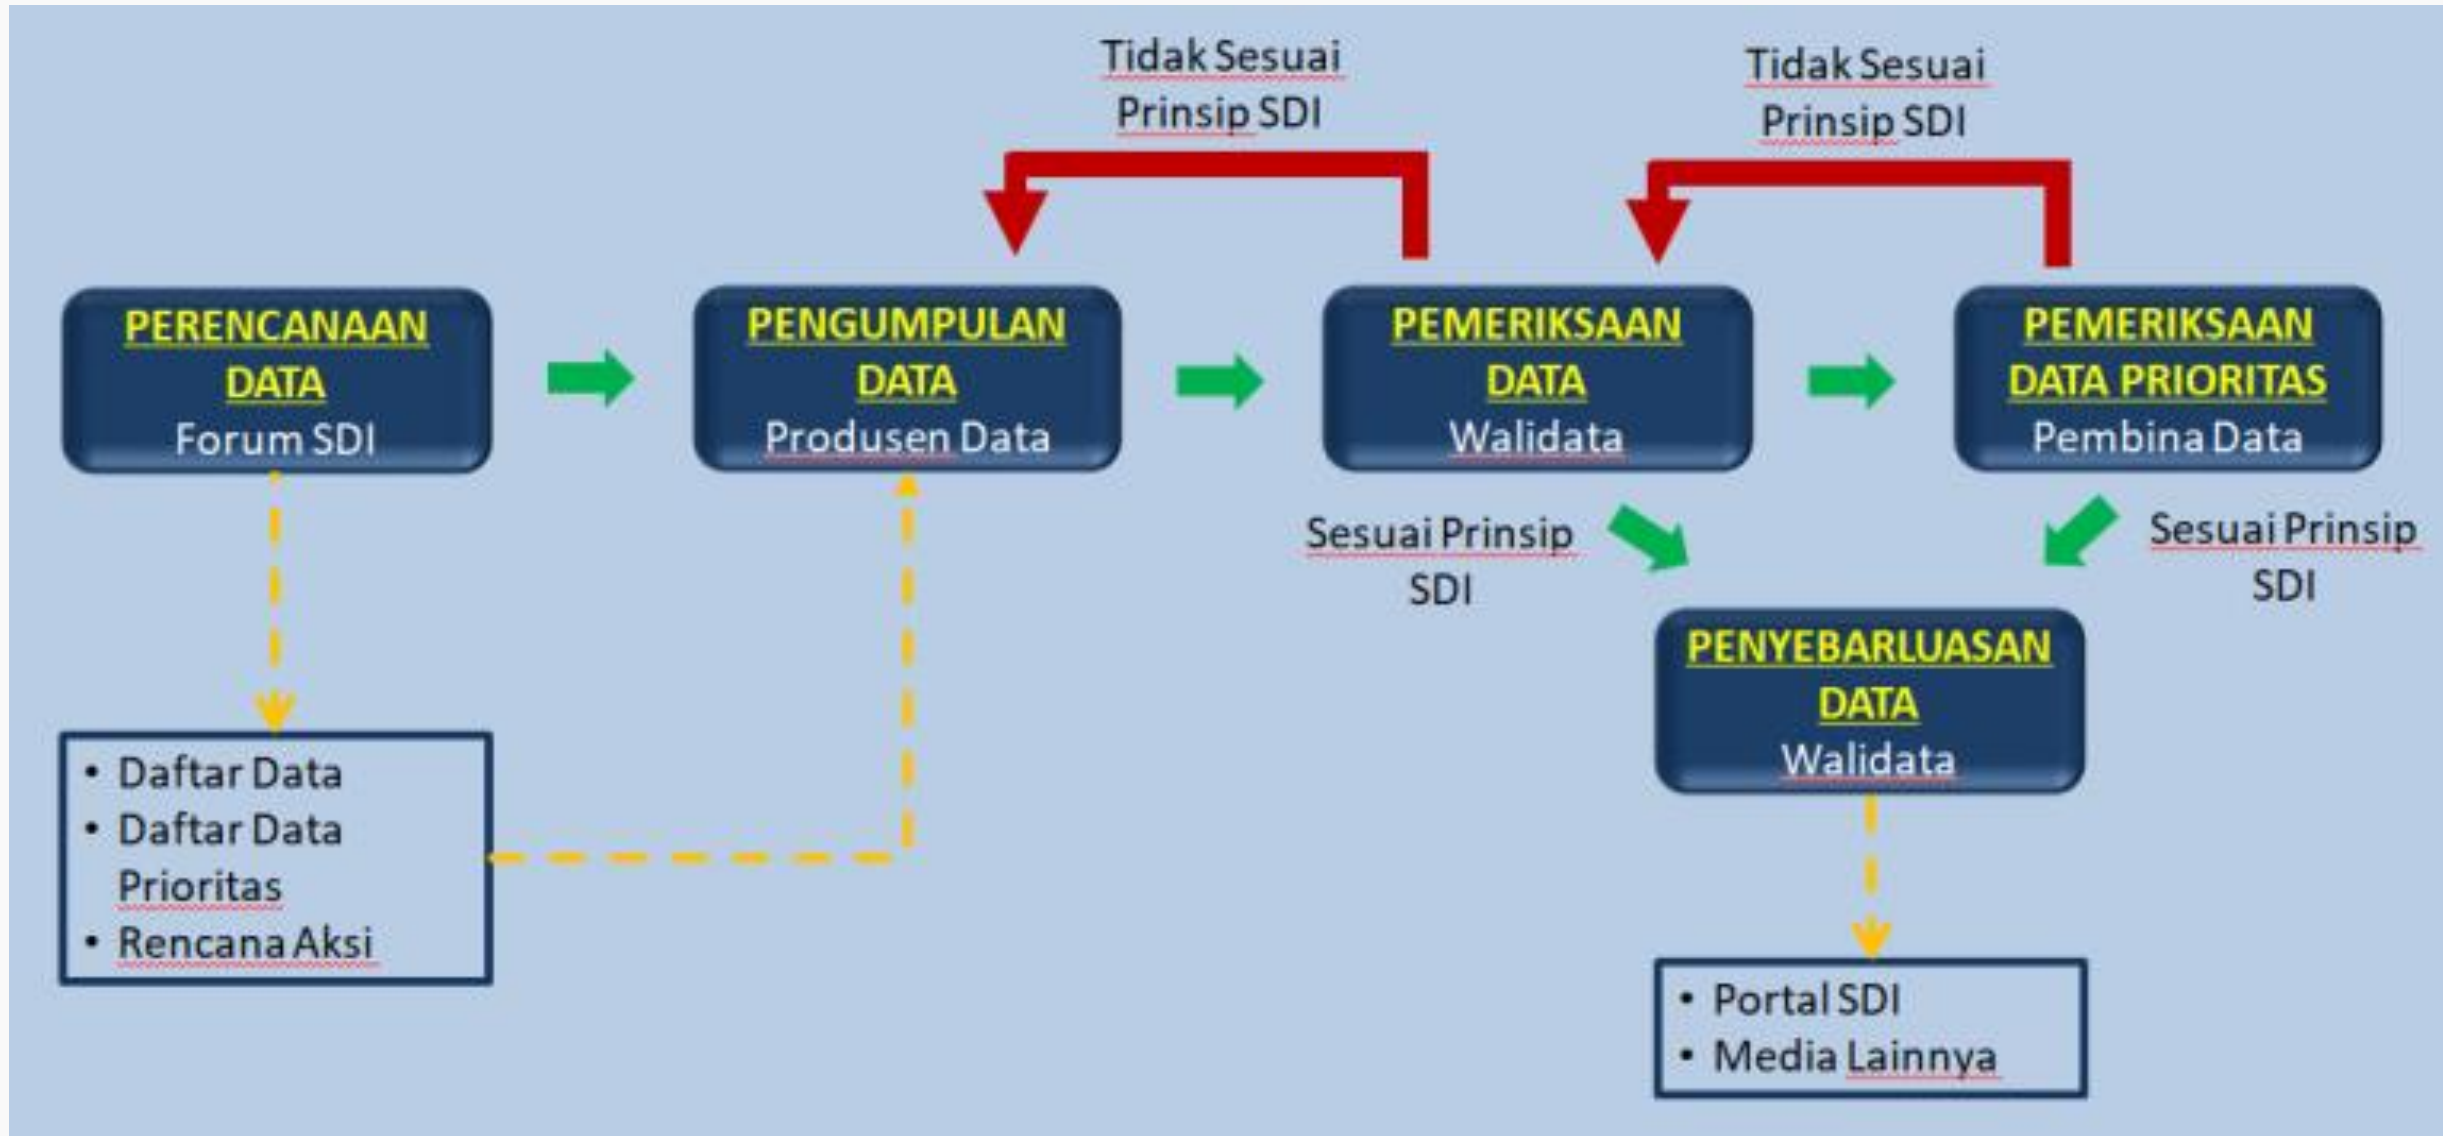 Tidak Sesuai
Prinsip SDI
Tidak Sesuai
Prinsip SDI
PERENCANAAN
DATA
Forum SDI
PENGUMPULAN
DATA
Produsen Data
PEMERIKSAAN
DATA
Walidata
PEMERIKSAAN
DATA PRIORITAS
Pembina Data
Sesuai Prinsip
SDI
Sesuai Prinsip
SDI
PENYEBARLUASAN
DATA
Walidata
• Daftar Data
• Daftar Data
Prioritas
• Rencana Aksi
• Portal SDI
• Media Lainnya